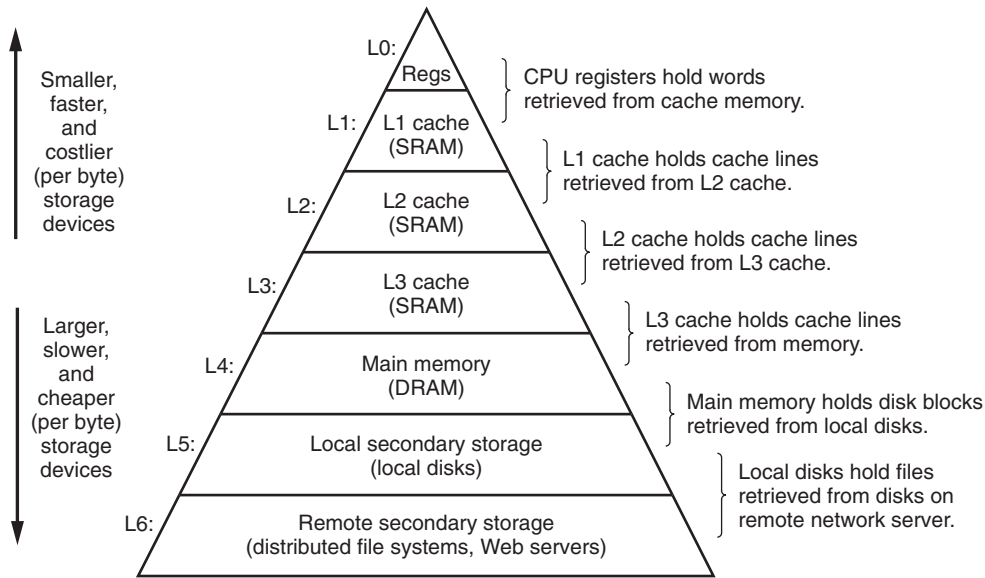 Smaller,
faster,
and
costlier
(per byte)
storage
devices
Larger,
slower,
and
cheaper
(per byte)
storage
devices
L0:
Regs
L1:
L1 cache
(SRAM)
L2:
L2 cache
(SRAM)
L3:
L3 cache
(SRAM)
L4:
Main memory
(DRAM)
L5:
Local secondary storage
(local disks)
L6:
Remote secondary storage
(distributed file systems, Web servers)
CPU registers hold words
retrieved from cache memory.
L1 cache holds cache lines
retrieved from L2 cache.
L2 cache holds cache lines
retrieved from L3 cache.
L3 cache holds cache lines
retrieved from memory.
Main memory holds disk blocks
retrieved from local disks.
Local disks hold files
retrieved from disks on
remote network server.